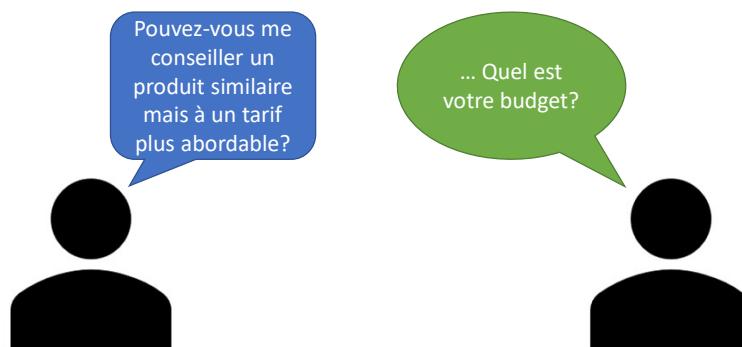 Pouvez-vous me
conseiller un
produit similaire
mais à un tarif
plus abordable?
... Quel est
votre budget?